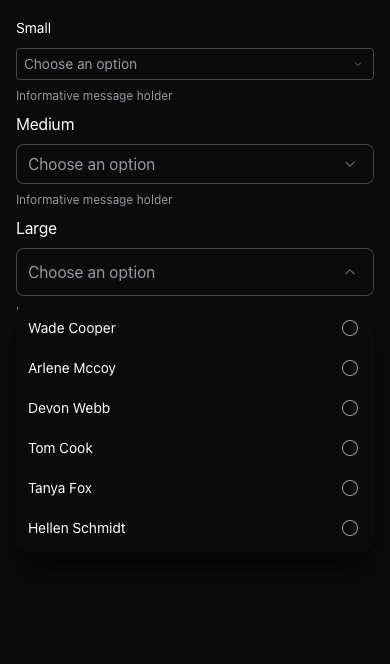 Small
Choose an option
Informative message holder
Medium
Choose an option
Informative message holder
Large
Choose an option
Wade Cooper
Arlene Mccoy
Devon Webb
Tom Cook
Tanya Fox
Hellen Schmidt